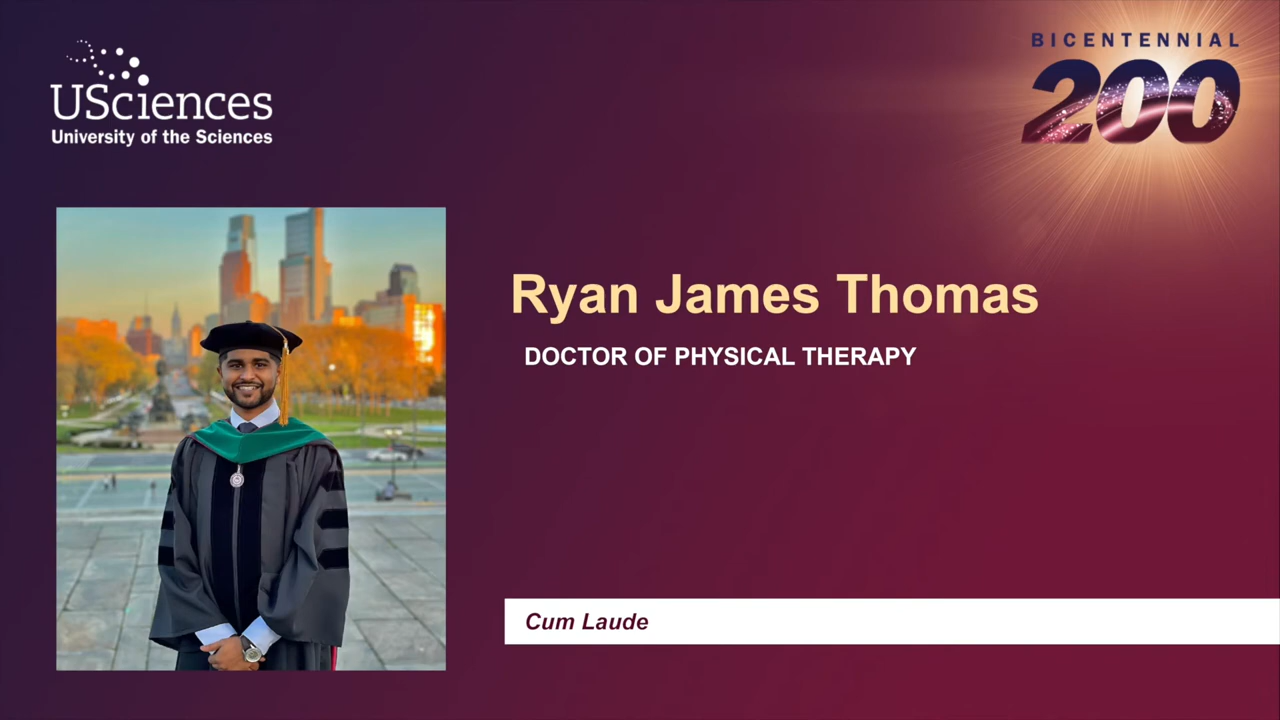 USciences
University of the Sciences
BICENTENNIAL
200
Ryan James Thomas
DOCTOR OF PHYSICAL THERAPY
Cum Laude